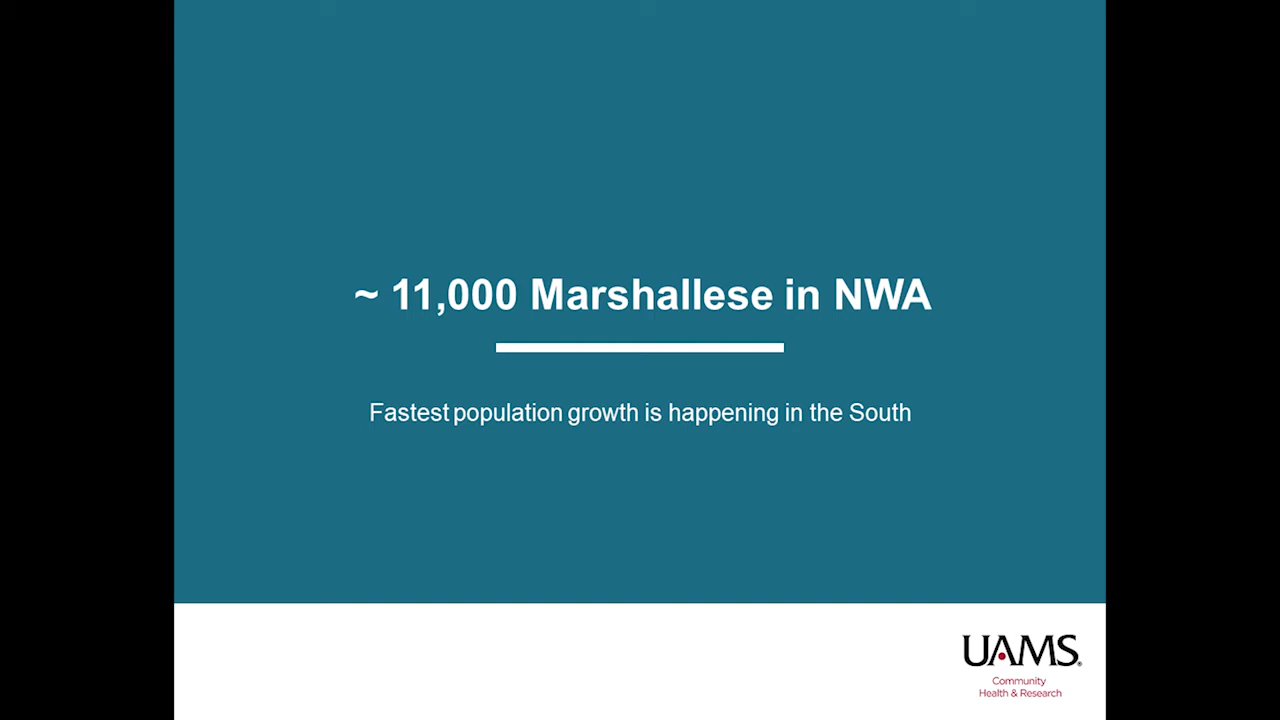 ~ 11,000 Marshallese in NWA
Fastest population growth is happening in the South
UAMS®
Community
Health & Research